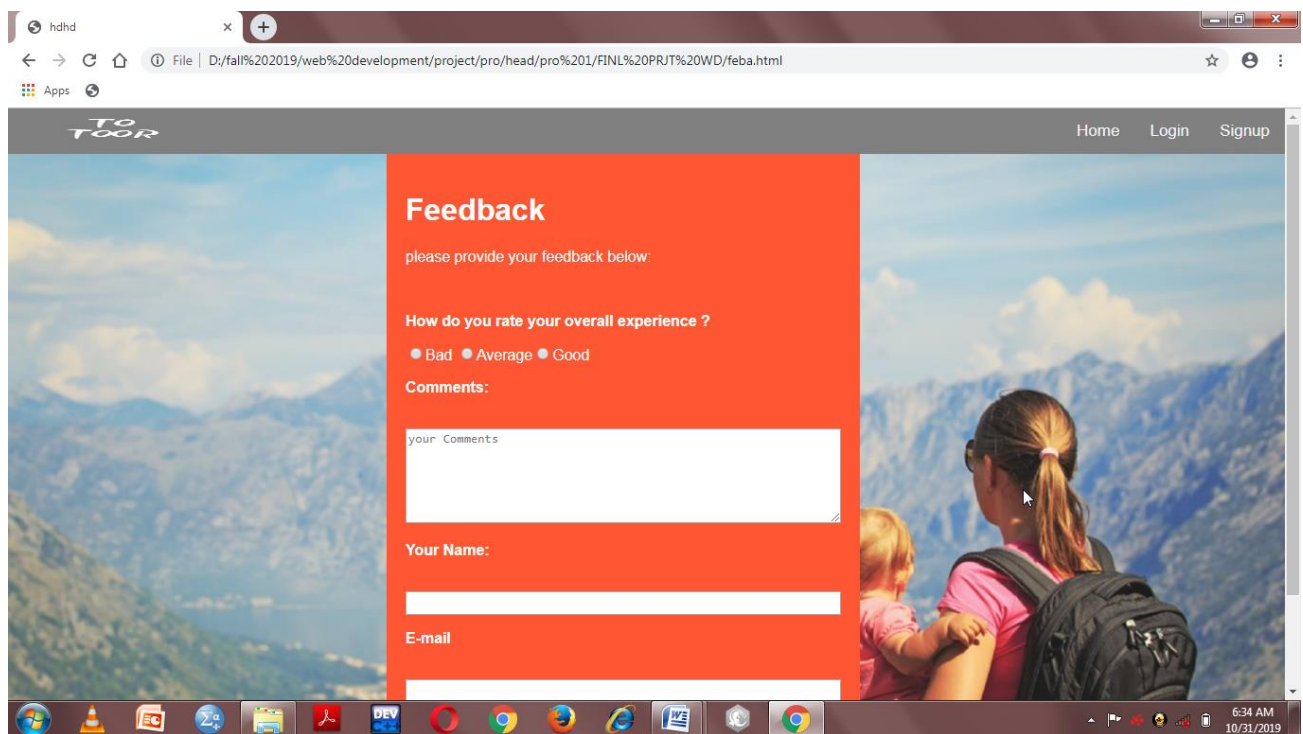 hdhd
File | D:/fall%202019/web%20development/project/pro/head/pro%201/FINL%20PRJT%20WD/feba.html
Apps
TO
TOOR
Home Login Signup
Feedback
please provide your feedback below:
How do you rate your overall experience ?
Bad Average Good
Comments:
your Comments
Your Name:
E-mail
DEV
6:34 AM
10/31/2019